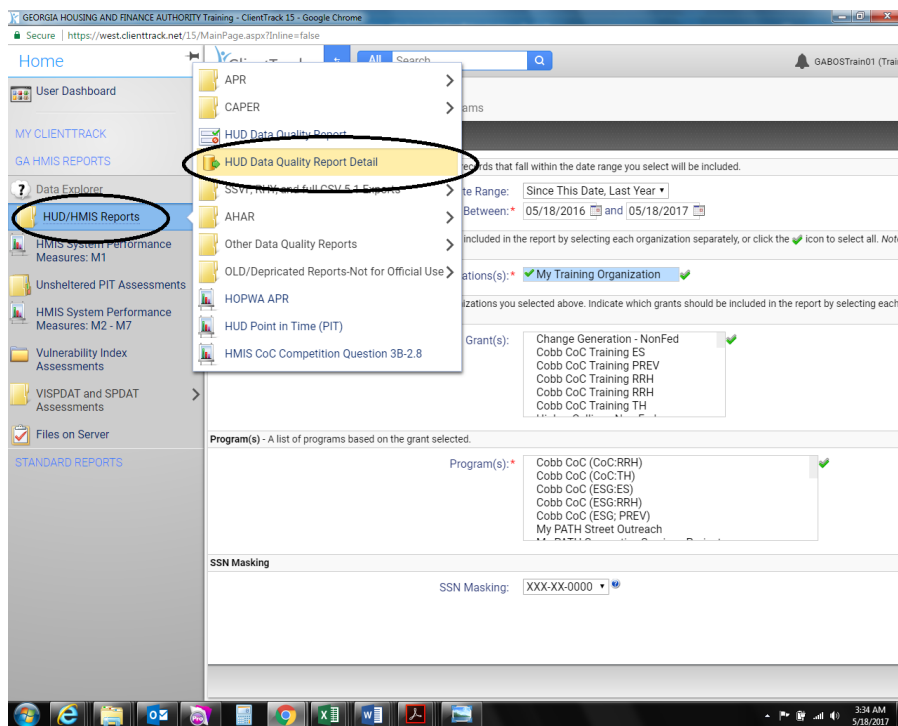 GEORGIA HOUSING AND FINANCE AUTHORITY Training - ClientTrack 15 - Google Chrome
Secure | https://west.clienttrack.net/15/MainPage.aspx?Inline=false
Home
All Search
GABOSTrain01 (Trai
User Dashboard
MY CLIENTTRACK
GA HMIS REPORTS
Data Explorer
HUD/HMIS Reports
HMIS System Performance
Measures: M1
Unsheltered PIT Assessments
HMIS System Performance
Measures: M2 - M7
Vulnerability Index
Assessments
VISPDAT and SPDAT
Assessments
Files on Server
STANDARD REPORTS
APR
CAPER
HUD Data Quality Report
HUD Data Quality Report Detail
SSVF, RHY, and full CSV 5.1 Exports
AHAR
Other Data Quality Reports
OLD/Depricated Reports-Not for Official Use
HOPWA APR
HUD Point in Time (PIT)
HMIS CoC Competition Question 3B-2.8
ams
ecords that fall within the date range you select will be included.
te Range: Since This Date, Last Year
Between:* 05/18/2016 and 05/18/2017
included in the report by selecting each organization separately, or click the icon to select all. Not
ations(s):* My Training Organization
izations you selected above. Indicate which grants should be included in the report by selecting each
Grant(s): Change Generation - NonFed
Cobb CoC Training ES
Cobb CoC Training PREV
Cobb CoC Training RRH
Cobb CoC Training RRH
Cobb CoC Training TH
Program(s) - A list of programs based on the grant selected.
Program(s):* Cobb CoC (CoC:RRH)
Cobb CoC (CoC:TH)
Cobb CoC (ESG:ES)
Cobb CoC (ESG:RRH)
Cobb CoC (ESG; PREV)
My PATH Street Outreach
SSN Masking
SSN Masking: XXX-XX-0000
3:34 AM
5/18/2017